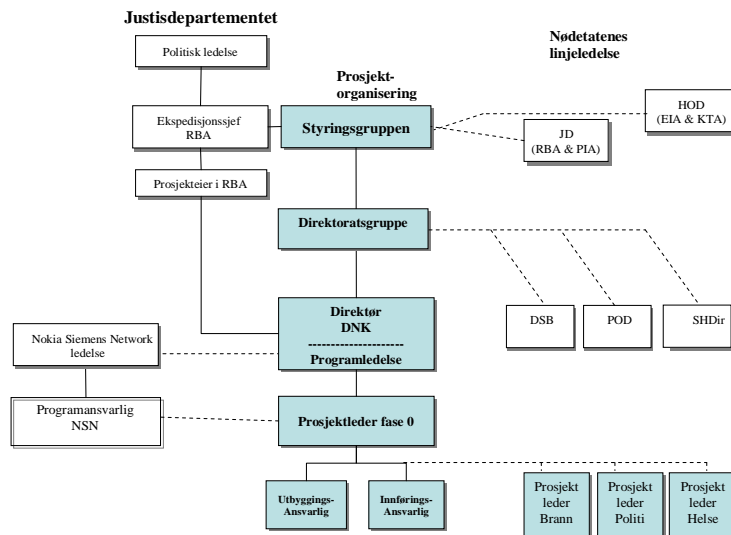 Justisdepartementet
Nødetatenes
linjeledelse
Politisk ledelse
Prosjekt-
organisering
HOD
(EIA & KTA)
Ekspedisjonssjef
RBA
Styringsgruppen
JD
(RBA & PIA)
Prosjekteier i RBA
Direktoratsgruppe
DSB
POD
SHDir
Direktør
DNK
---------------------
Programledelse
Nokia Siemens Network
ledelse
Programansvarlig
NSN
Prosjektleder fase 0
Utbyggings-
Ansvarlig
Innførings-
Ansvarlig
Prosjekt
leder
Brann
Prosjekt
leder
Politi
Prosjekt
leder
Helse